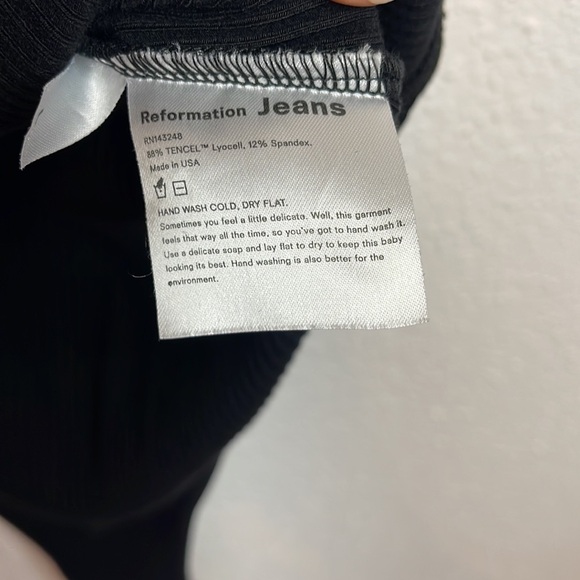 Reformation Jeans
RN143248
88% TENCEL™ Lyocell, 12% Spandex.
Made in USA
HAND WASH COLD, DRY FLAT.
Sometimes you feel a little delicate. Well, this garment
feels that way all the time, so you've got to hand wash it.
Use a delicate soap and lay flat to dry to keep this baby
looking its best. Hand washing is also better for the
environment.